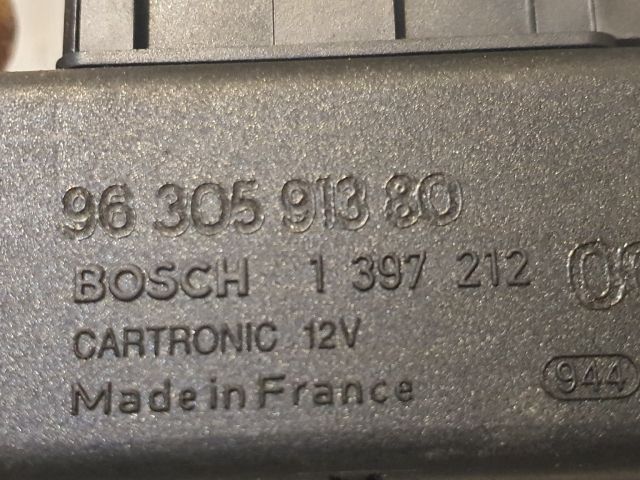 96 305 913 80
BOSCH 1 397 212
CARTRONIC 12V
Made in France 944